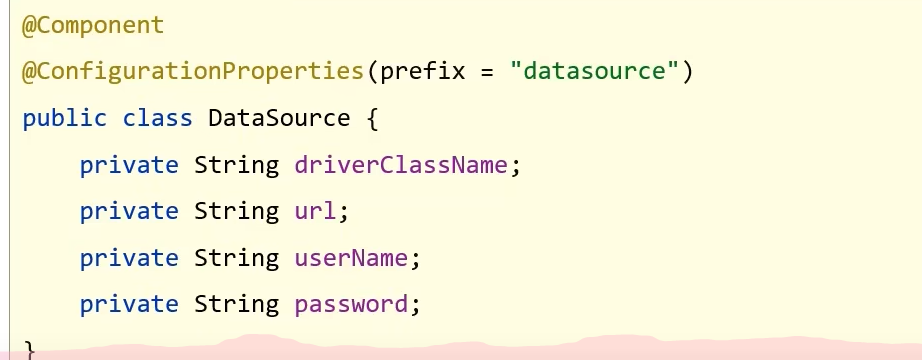 @Component
@ConfigurationProperties(prefix = "datasource")
public class DataSource {
    private String driverClassName;
    private String url;
    private String userName;
    private String password;
}